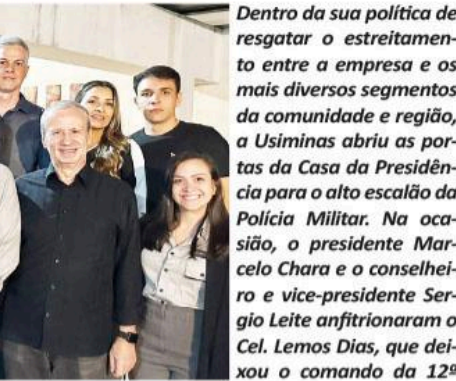 Dentro da sua política de
resgatar o estreitamen-
to entre a empresa e os
mais diversos segmentos
da comunidade e região,
a Usiminas abriu as por-
tas da Casa da Presidên-
cia para o alto escalão da
Polícia Militar. Na oca-
sião, o presidente Mar-
celo Chara e o conselhei-
ro e vice-presidente Ser-
gio Leite anfitrionaram o
Cel. Lemos Dias, que dei-
xou o comando da 12ª